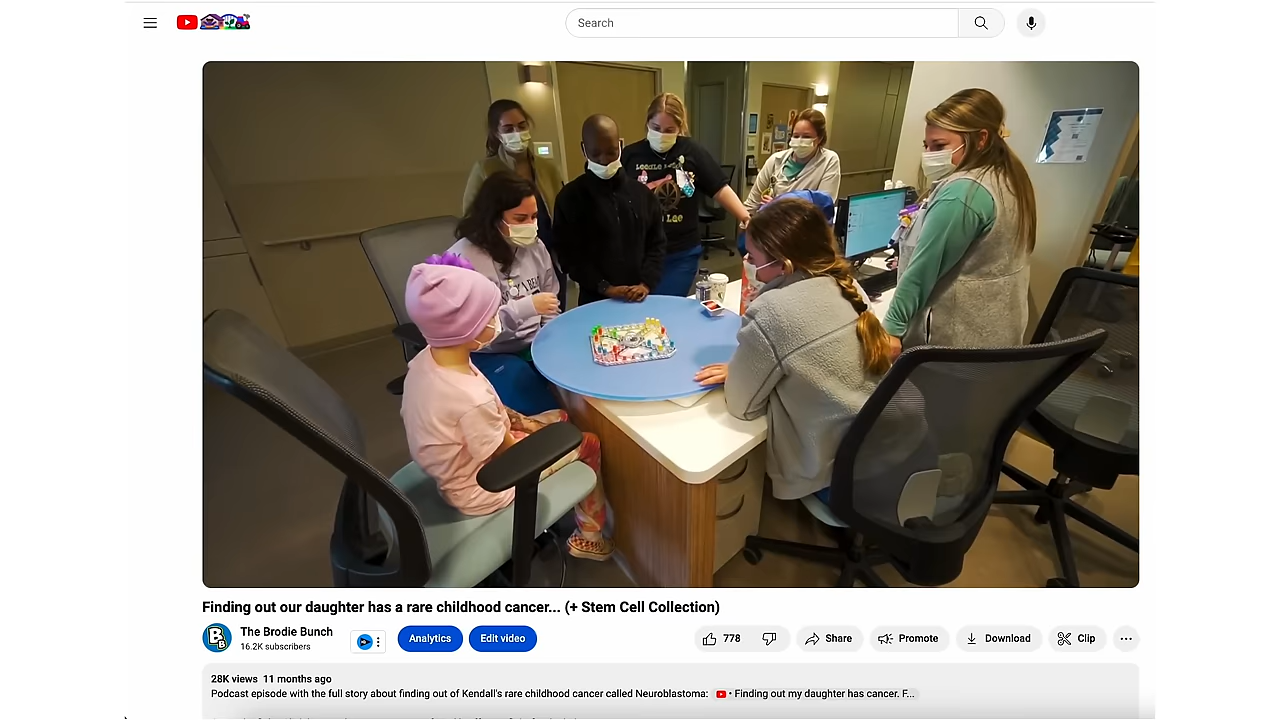 Search
Finding out our daughter has a rare childhood cancer... (+ Stem Cell Collection)
The Brodie Bunch
16.2K subscribers
Analytics
Edit video
778
Share
Promote
Download
Clip
28K views 11 months ago
Podcast episode with the full story about finding out of Kendall's rare childhood cancer called Neuroblastoma: • Finding out my daughter has cancer. F...